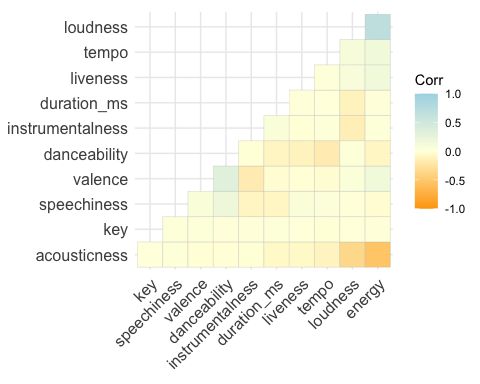 loudness
tempo
liveness
duration_ms
instrumentalness
danceability
valence
speechiness
key
acousticness
key
speechiness
valence
danceability
instrumentalness
duration_ms
liveness
tempo
loudness
energy
Corr
1.0
0.5
0.0
-0.5
-1.0